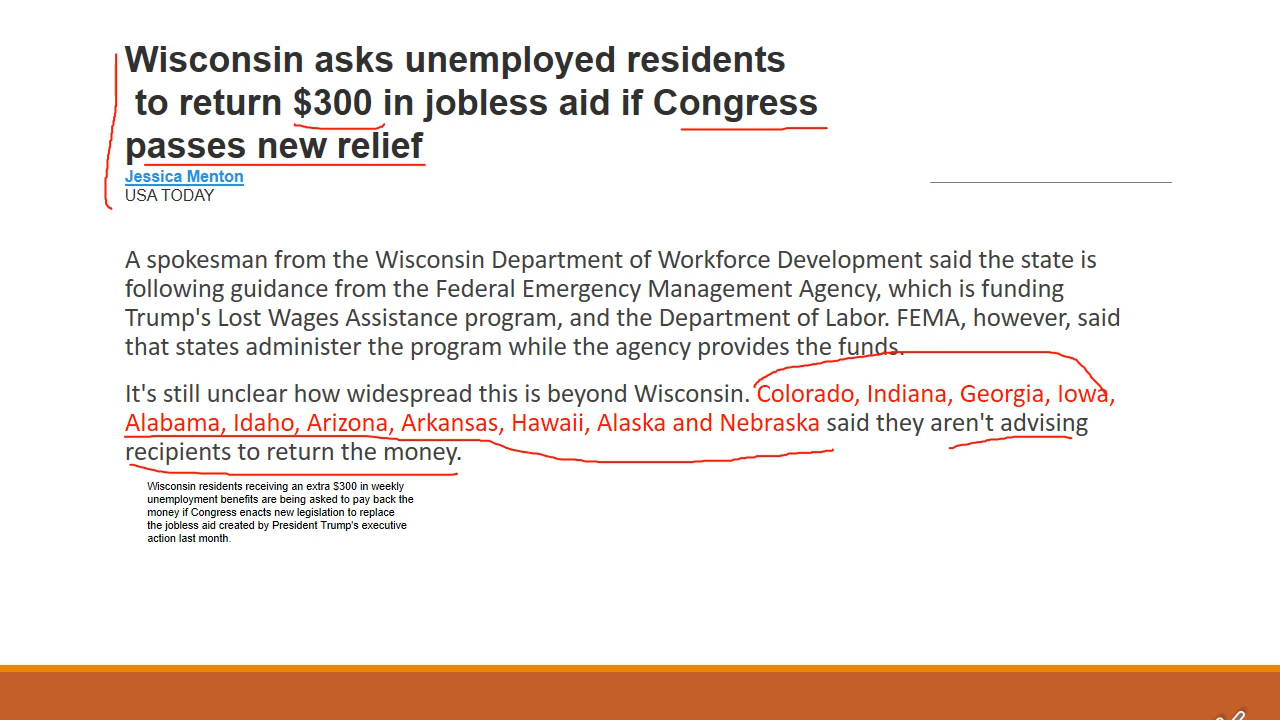 Wisconsin asks unemployed residents
to return $300 in jobless aid if Congress
passes new relief
Jessica Menton
USA TODAY
A spokesman from the Wisconsin Department of Workforce Development said the state is
following guidance from the Federal Emergency Management Agency, which is funding
Trump's Lost Wages Assistance program, and the Department of Labor. FEMA, however, said
that states administer the program while the agency provides the funds.
It's still unclear how widespread this is beyond Wisconsin. Colorado, Indiana, Georgia, Iowa,
Alabama, Idaho, Arizona, Arkansas, Hawaii, Alaska and Nebraska said they aren't advising
recipients to return the money.
Wisconsin residents receiving an extra $300 in weekly
unemployment benefits are being asked to pay back the
money if Congress enacts new legislation to replace
the jobless aid created by President Trump's executive
action last month.